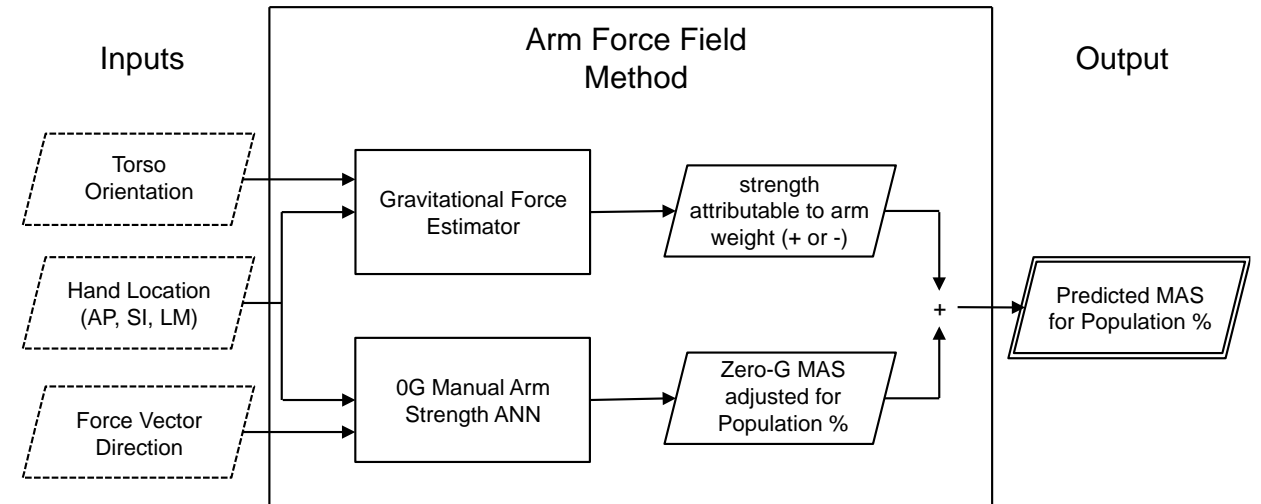 Inputs
Arm Force Field
Method
Output
Torso
Orientation
Gravitational Force
Estimator
strength
attributable to arm
weight (+ or -)
Hand Location
(AP, SI, LM)
+
Predicted MAS
for Population %
Force Vector
Direction
0G Manual Arm
Strength ANN
Zero-G MAS
adjusted for
Population %